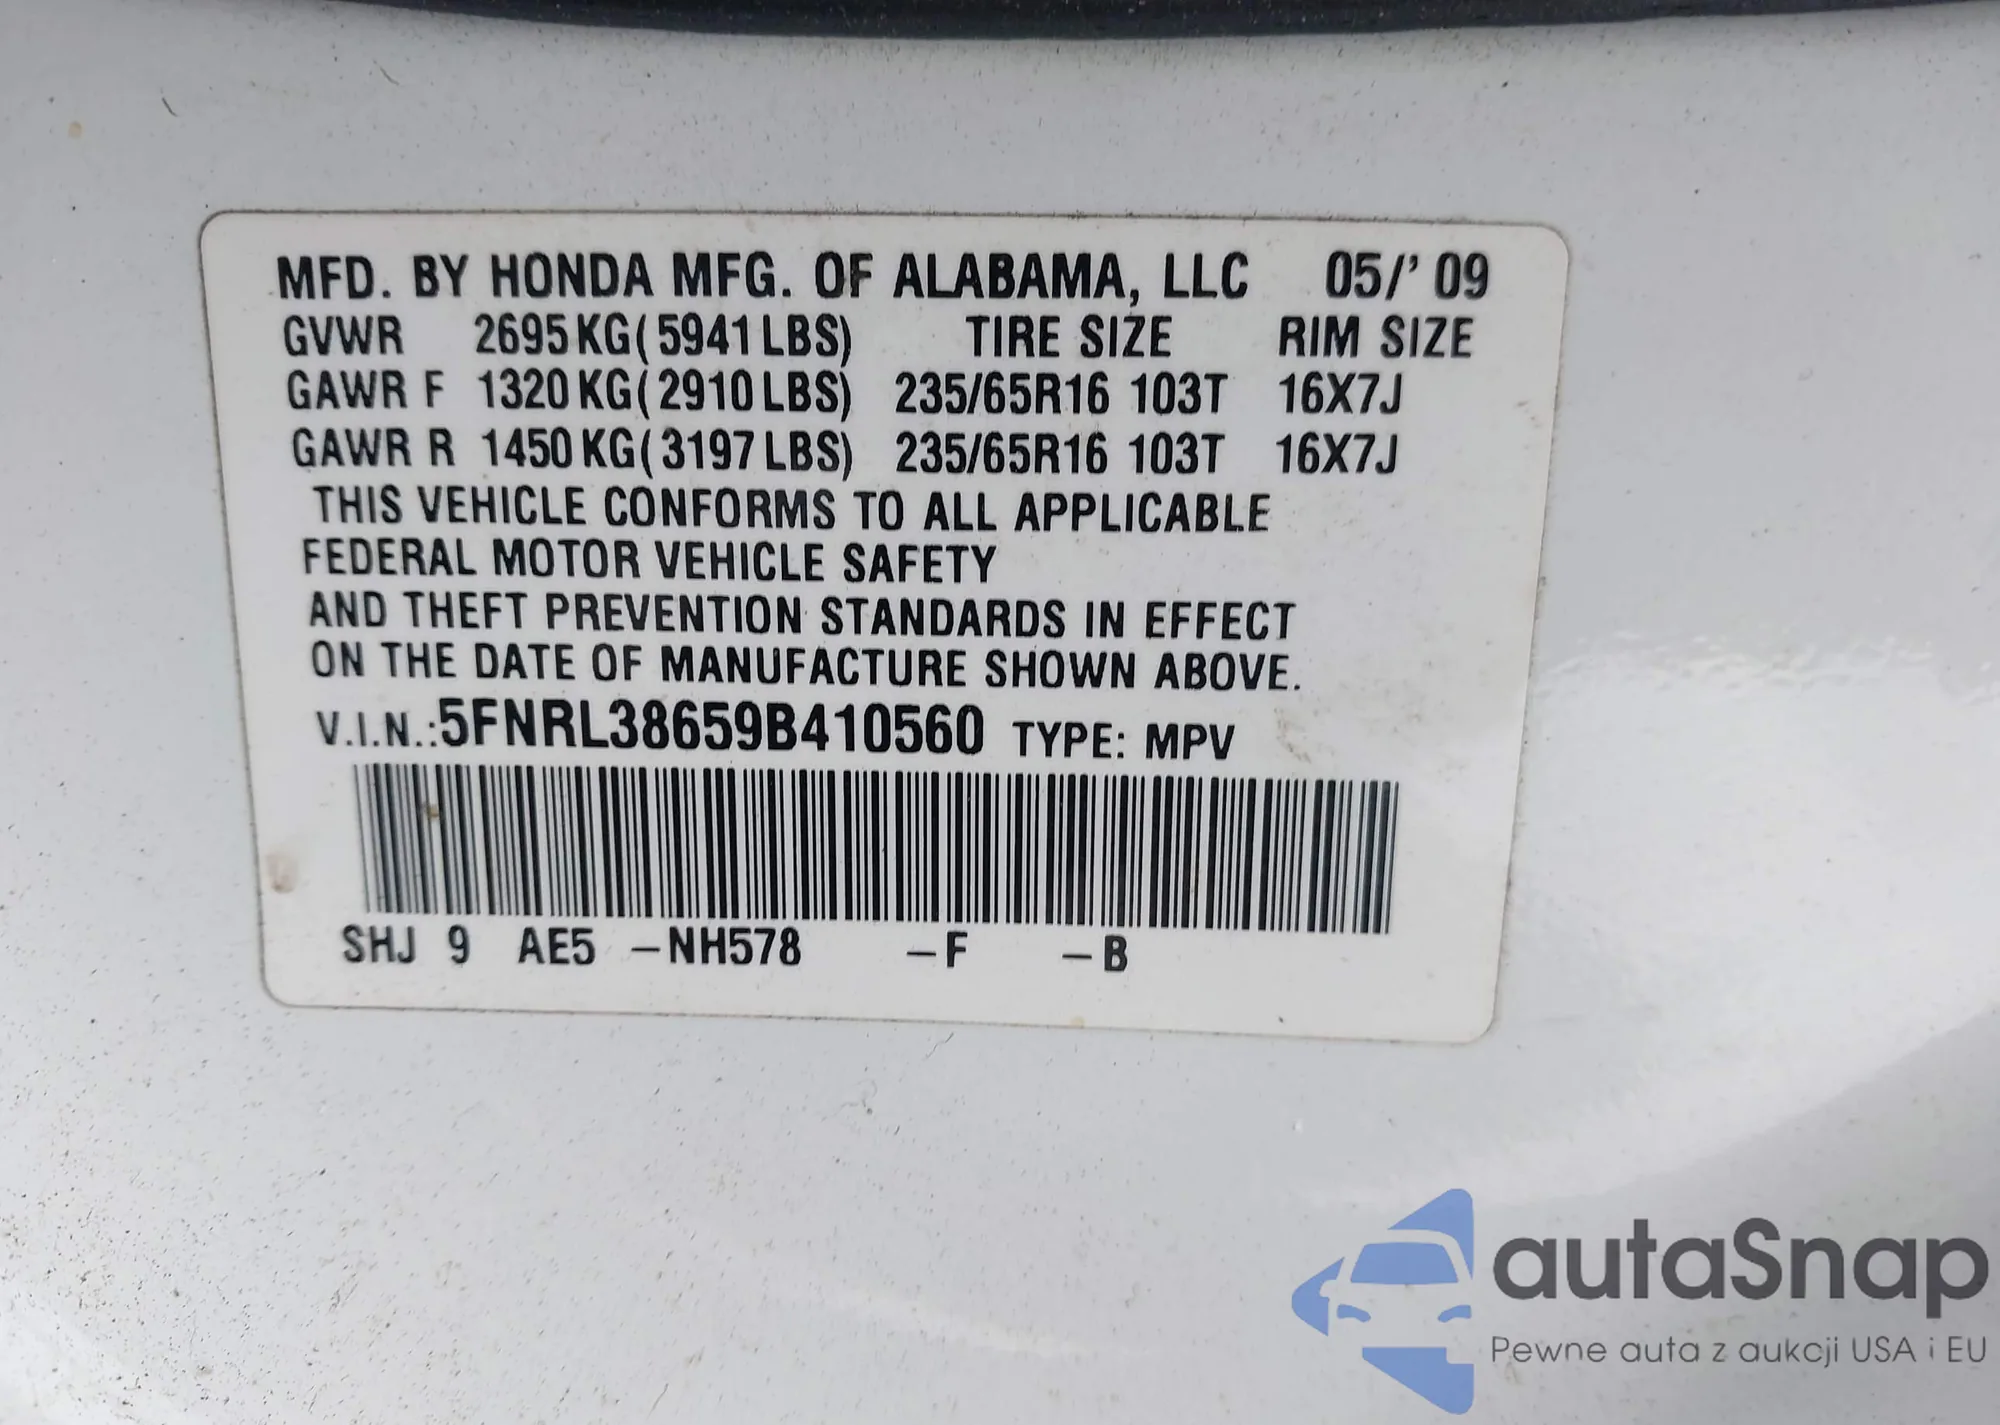 MFD. BY HONDA MFG. OF ALABAMA, LLC 05/' 09
GVWR 2695 KG ( 5941 LBS) TIRE SIZE RIM SIZE
GAWR F 1320 KG ( 2910 LBS) 235/65R16 103T 16X7J
GAWR R 1450 KG ( 3197 LBS) 235/65R16 103T 16X7J
THIS VEHICLE CONFORMS TO ALL APPLICABLE
FEDERAL MOTOR VEHICLE SAFETY
AND THEFT PREVENTION STANDARDS IN EFFECT
ON THE DATE OF MANUFACTURE SHOWN ABOVE.
V.I.N.:5FNRL38659B410560 TYPE: MPV
SHJ 9 AE5 –NH578 –F –B
autaSnap
Pewne auta z aukcji USA i EU